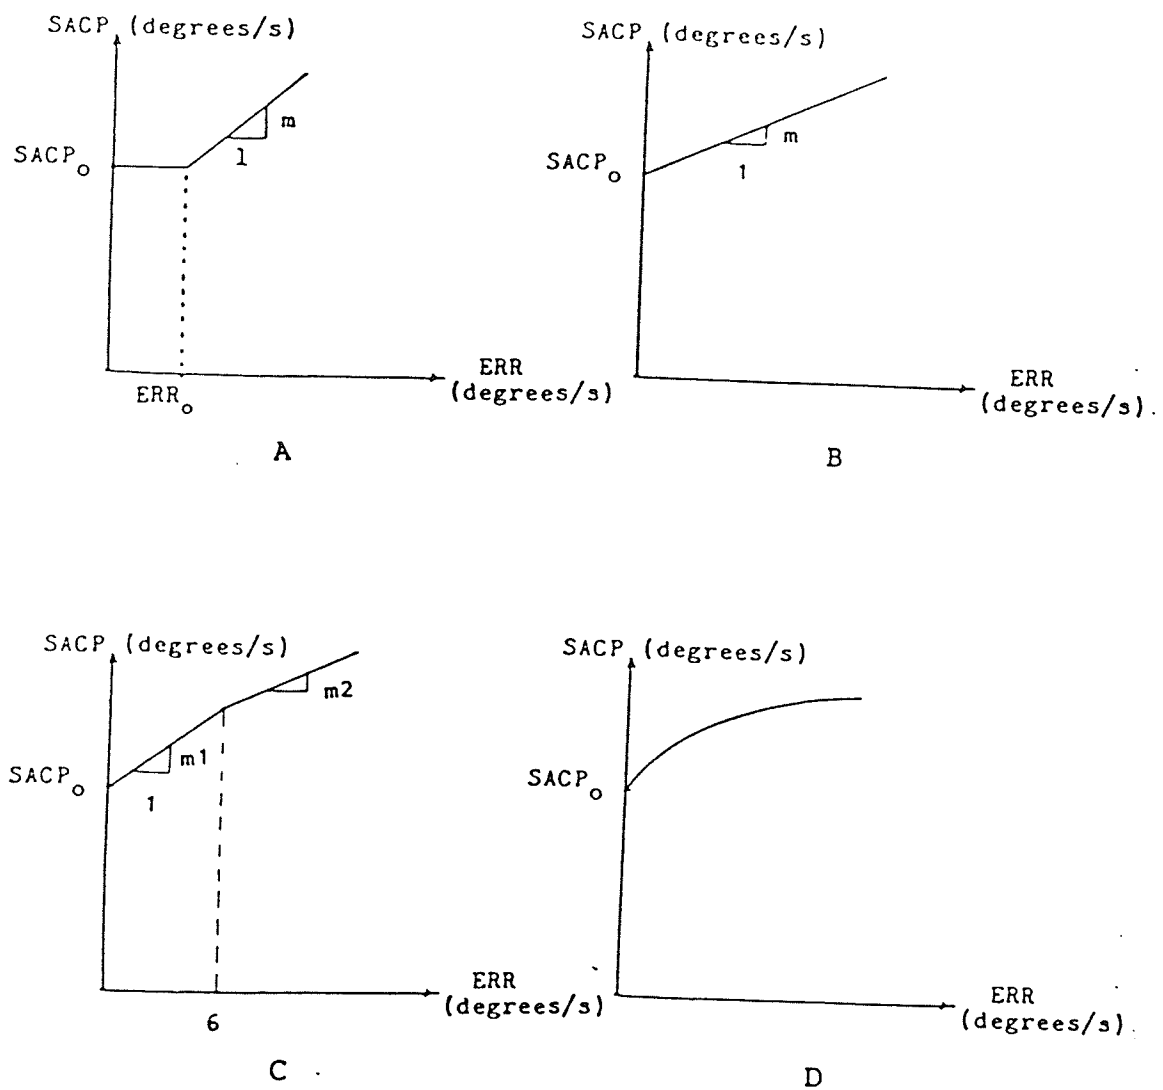 SACP (degrees/s)
m
1
SACPo
ERR
(degrees/s)
ERRo
A
SACP (degrees/s)
m
1
SACPo
ERR
(degrees/s).
B
SACP (degrees/s)
m2
m1
1
SACPo
ERR
(degrees/s)
6
C
SACP (degrees/s)
SACPo
ERR
(degrees/s).
D